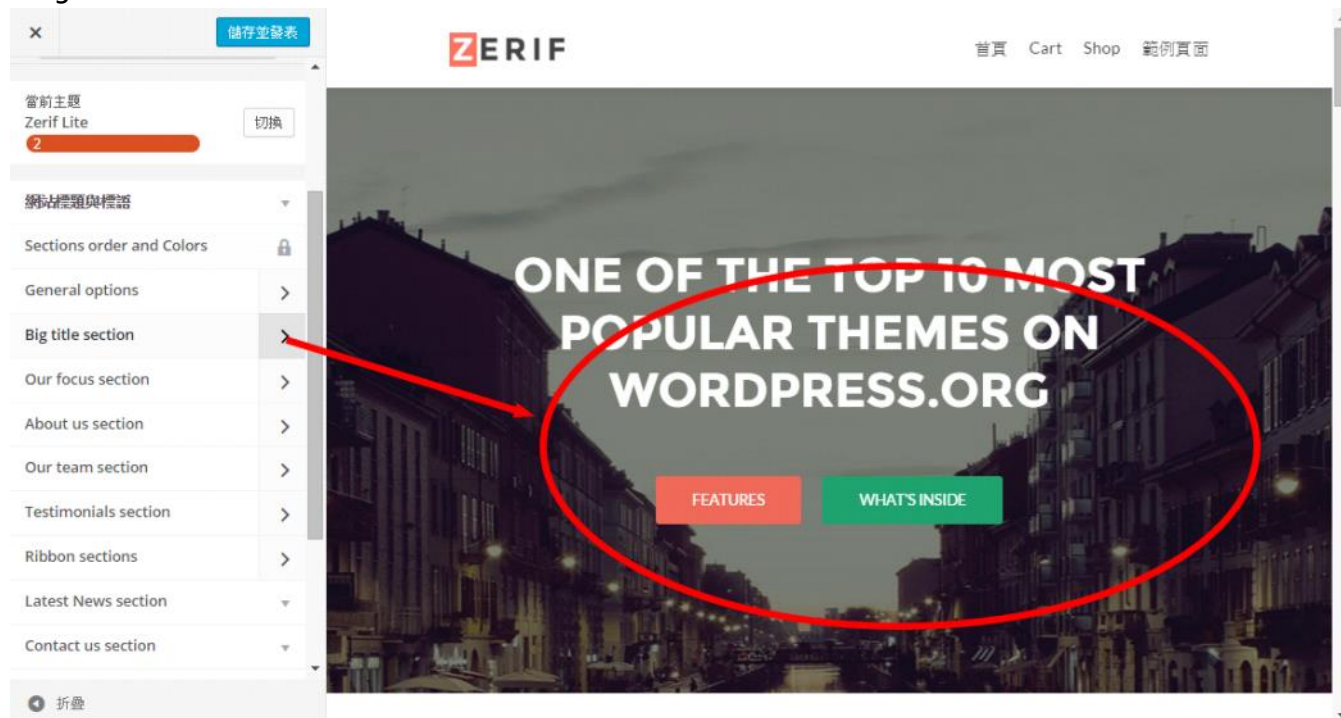 儲存並發表
當前主題
Zerif Lite
切換
2
網站標題與標語
Sections order and Colors
General options
Big title section
Our focus section
About us section
Our team section
Testimonials section
Ribbon sections
Latest News section
Contact us section
折疊
ZERIF
首頁 Cart Shop 範例頁面
ONE OF THE TOP 10 MOST
POPULAR THEMES ON
WORDPRESS.ORG
FEATURES WHAT'S INSIDE